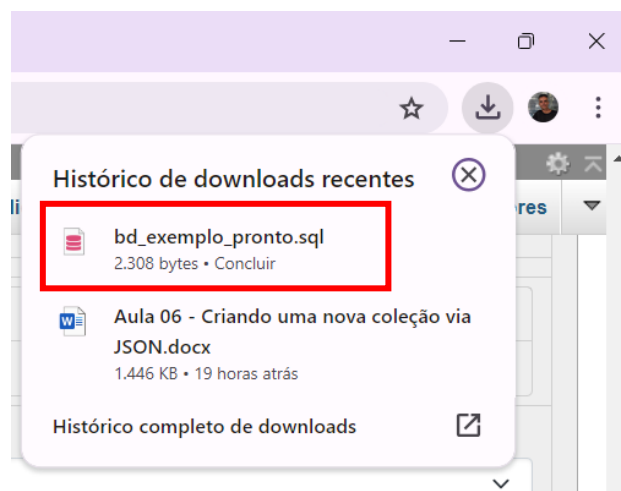 Histórico de downloads recentes
res
bd_exemplo_pronto.sql
2.308 bytes • Concluir
Aula 06 - Criando uma nova coleção via
JSON.docx
1.446 KB • 19 horas atrás
Histórico completo de downloads